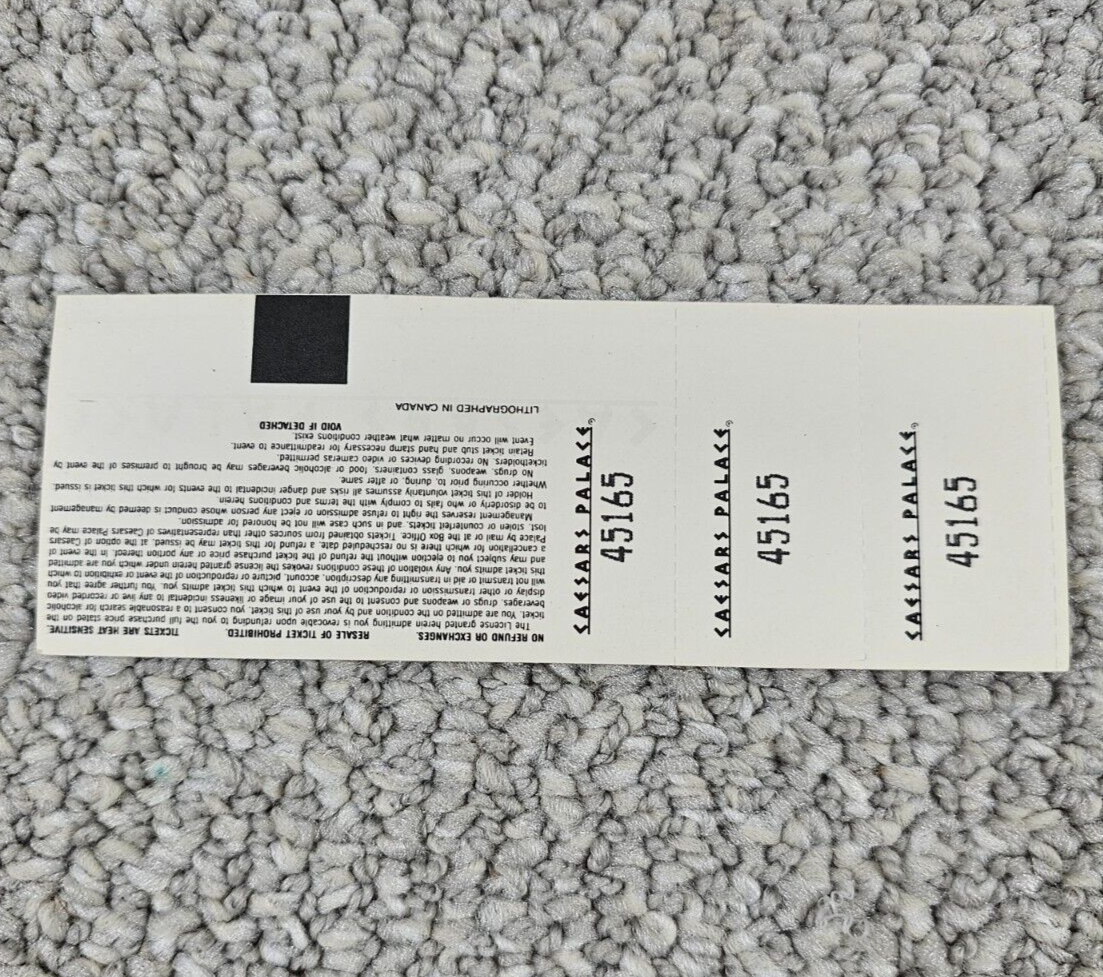 NO REFUND OR EXCHANGES. RESALE OF TICKET PROHIBITED. TICKETS ARE HEAT SENSITIVE.
The License granted herein admitting you is revocable upon refunding to you the full purchase price stated on the
ticket. You are admitted on the condition and by your use of this ticket, you consent to a reasonable search for alcoholic
beverages, drugs or weapons and consent to the use of your image or likeness incidental to any live or recorded video
display or other transmission or reproduction of the event to which this ticket admits you. You further agree that you
will not transmit or aid in transmitting any description, account, picture or reproduction of the event or exhibition to which
this ticket admits you. Any violation of these conditions revokes the license granted herein under which you are admitted
and may subject you to ejection without the refund of the ticket purchase price or any portion thereof. In the event of
a cancellation for which there is no rescheduled date, a refund for this ticket may be issued, at the option of Caesars
Palace by mail or at the Box Office. Tickets obtained from sources other than representatives of Caesars Palace may be
lost, stolen or counterfeit tickets, and in such case will not be honored for admission.
Management reserves the right to refuse admission or eject any person whose conduct is deemed by management
to be disorderly or who fails to comply with the terms and conditions herein.
Holder of this ticket voluntarily assumes all risks and danger incidental to the events for which this ticket is issued.
Whether occurring prior to, during, or after same.
No drugs, weapons, glass containers, food or alcoholic beverages may be brought to premises of the event by
ticketholders. No recording devices or video cameras permitted.
Retain ticket stub and hand stamp necessary for readmittance to event.
Event will occur no matter what weather conditions exist.
VOID IF DETACHED
LITHOGRAPHED IN CANADA
CAESARS PALACE®
45165
CAESARS PALACE®
45165
CAESARS PALACE®
45165